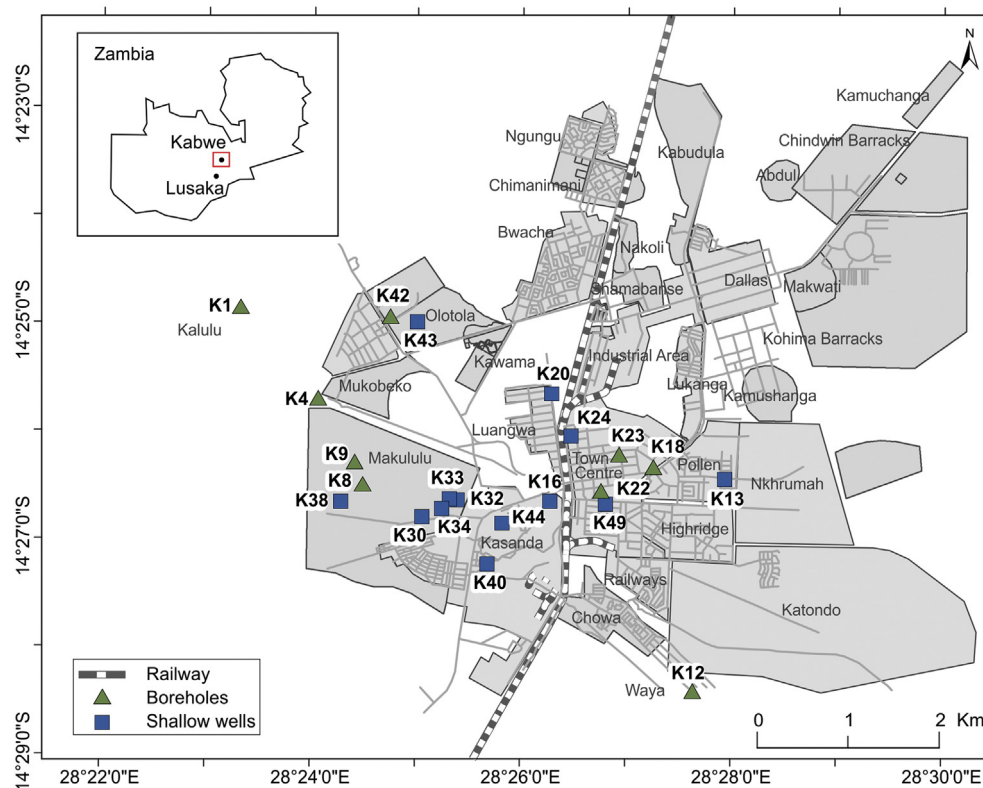 Zambia
Kabwe
Lusaka
N
Kamuchanga
Ngungu
Kabudula
Chindwin Barracks
Chimanimani
Abdul
Bwacha
Nakoli
Dallas
Shamabanse
Makwati
K1
Kalulu
K42
Olotola
K43
Kawama
Industrial Area
Kohima Barracks
Mukobeko
K4
K20
Lukanga
Kamushanga
K24
Luangwa
K23
K18
Town
Centre
Pollen
K9
Makululu
K8
K33
K16
K22
K13
Nkhrumah
K38
K32
K34
K44
K49
K30
Kasanda
Highridge
K40
Railways
Chowa
Katondo
K12
Waya
Railway
Boreholes
Shallow wells
0 1 2 Km
14°23'0"S
14°25'0"S
14°27'0"S
14°29'0"S
28°22'0"E 28°24'0"E 28°26'0"E 28°28'0"E 28°30'0"E